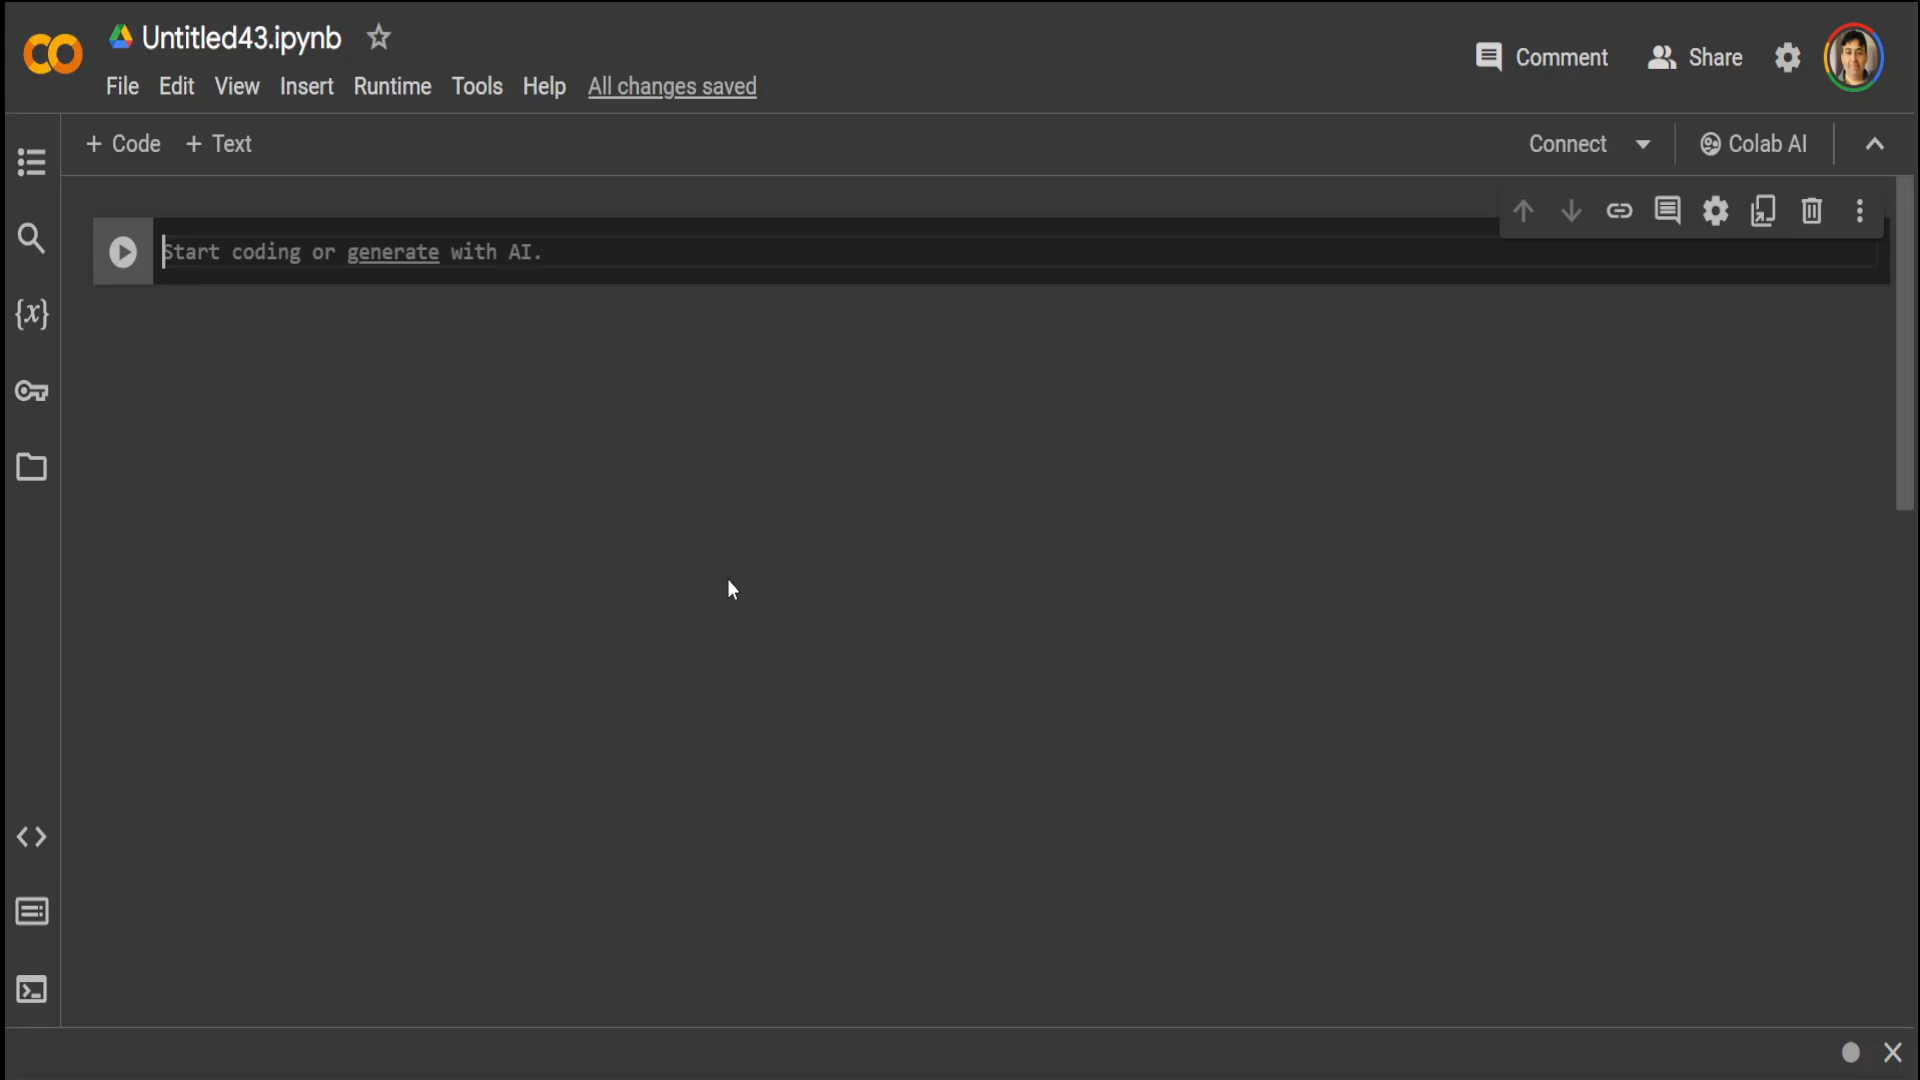 Untitled43.ipynb
Comment
Share
File Edit View Insert Runtime Tools Help All changes saved
+ Code + Text
Connect
Colab AI
Start coding or generate with AI.
{x}